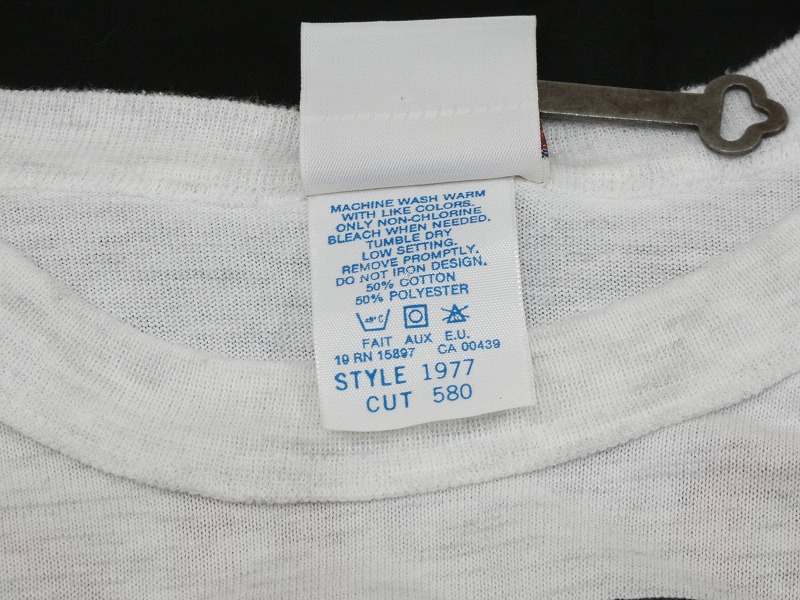 MACHINE WASH WARM
WITH LIKE COLORS.
ONLY NON-CHLORINE
BLEACH WHEN NEEDED.
TUMBLE DRY
LOW SETTING.
REMOVE PROMPTLY.
DO NOT IRON DESIGN.
50% COTTON
50% POLYESTER
FAIT AUX E.U.
19 RN 15897 CA 00439
STYLE 1977
CUT 580